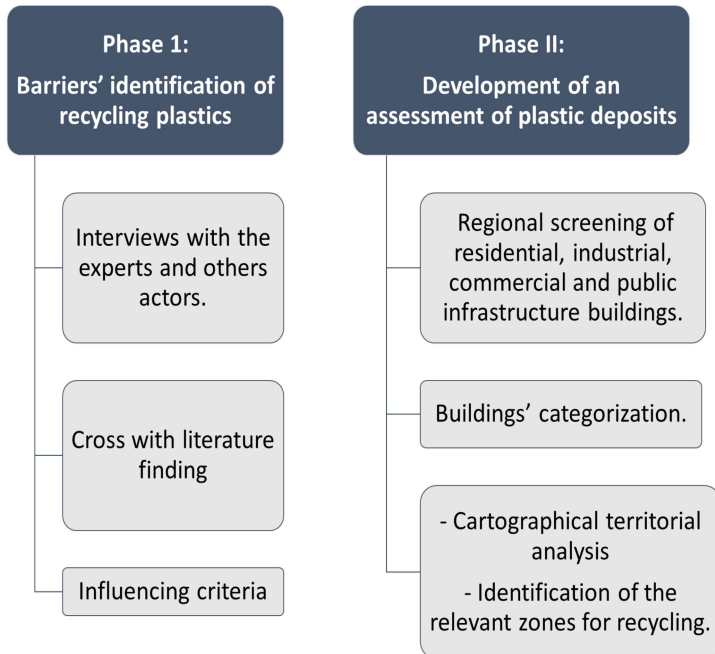 Phase 1:
Barriers’ identification of
recycling plastics
Interviews with the
experts and others
actors.
Cross with literature
finding
Influencing criteria
Phase II:
Development of an
assessment of plastic deposits
Regional screening of
residential, industrial,
commercial and public
infrastructure buildings.
Buildings’ categorization.
- Cartographical territorial
analysis
- Identification of the
relevant zones for recycling.